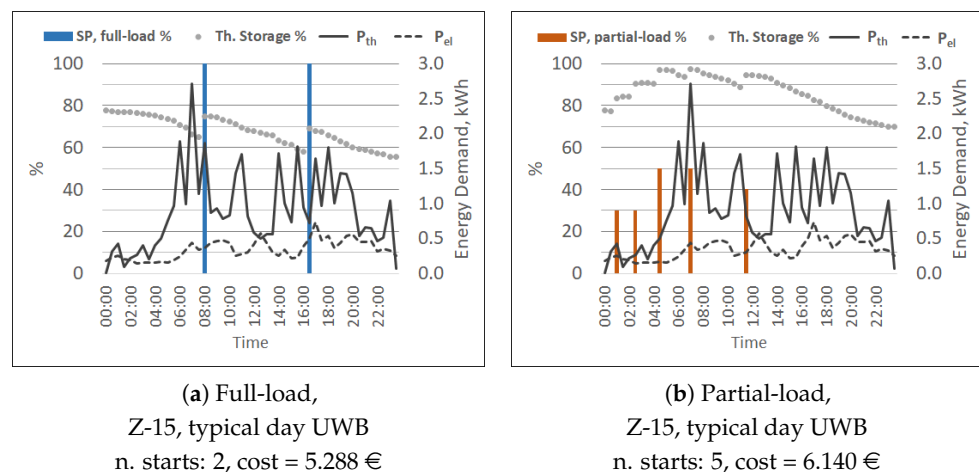 SP, full-load % Th. Storage % Pth Pel
100 3.0
80 2.5
60 2.0
40 1.5
20 1.0
0 0.5
0.0
%
Energy Demand, kWh
00:00 02:00 04:00 06:00 08:00 10:00 12:00 14:00 16:00 18:00 20:00 22:00
Time
(a) Full-load,
Z-15, typical day UWB
n. starts: 2, cost = 5.288 €
SP, partial-load % Th. Storage % Pth Pel
100 3.0
80 2.5
60 2.0
40 1.5
20 1.0
0 0.5
0.0
%
Energy Demand, kWh
00:00 02:00 04:00 06:00 08:00 10:00 12:00 14:00 16:00 18:00 20:00 22:00
Time
(b) Partial-load,
Z-15, typical day UWB
n. starts: 5, cost = 6.140 €